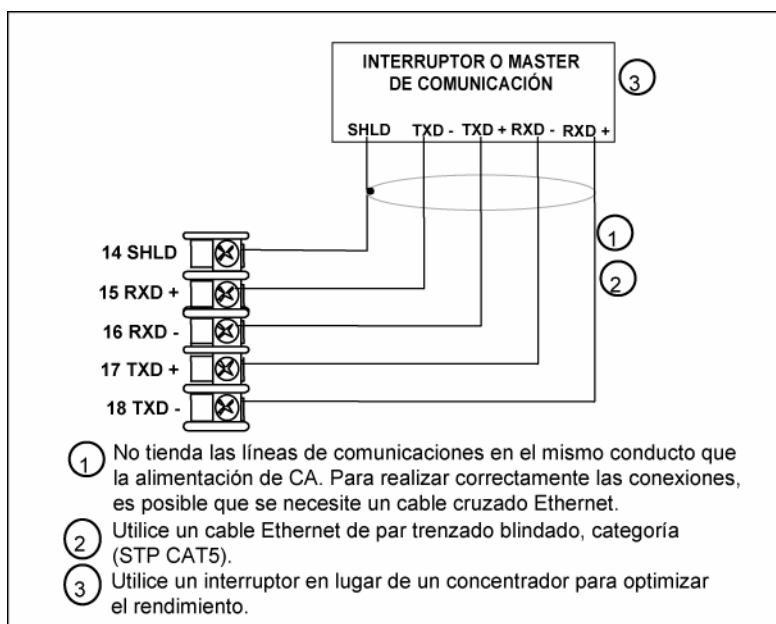 INTERRUPTOR O MASTER
DE COMUNICACIÓN
3
SHLD TXD - TXD + RXD - RXD +
1
2
14 SHLD
15 RXD +
16 RXD -
17 TXD +
18 TXD -
1 No tienda las líneas de comunicaciones en el mismo conducto que
la alimentación de CA. Para realizar correctamente las conexiones,
es posible que se necesite un cable cruzado Ethernet.
2 Utilice un cable Ethernet de par trenzado blindado, categoría
(STP CAT5).
3 Utilice un interruptor en lugar de un concentrador para optimizar
el rendimiento.